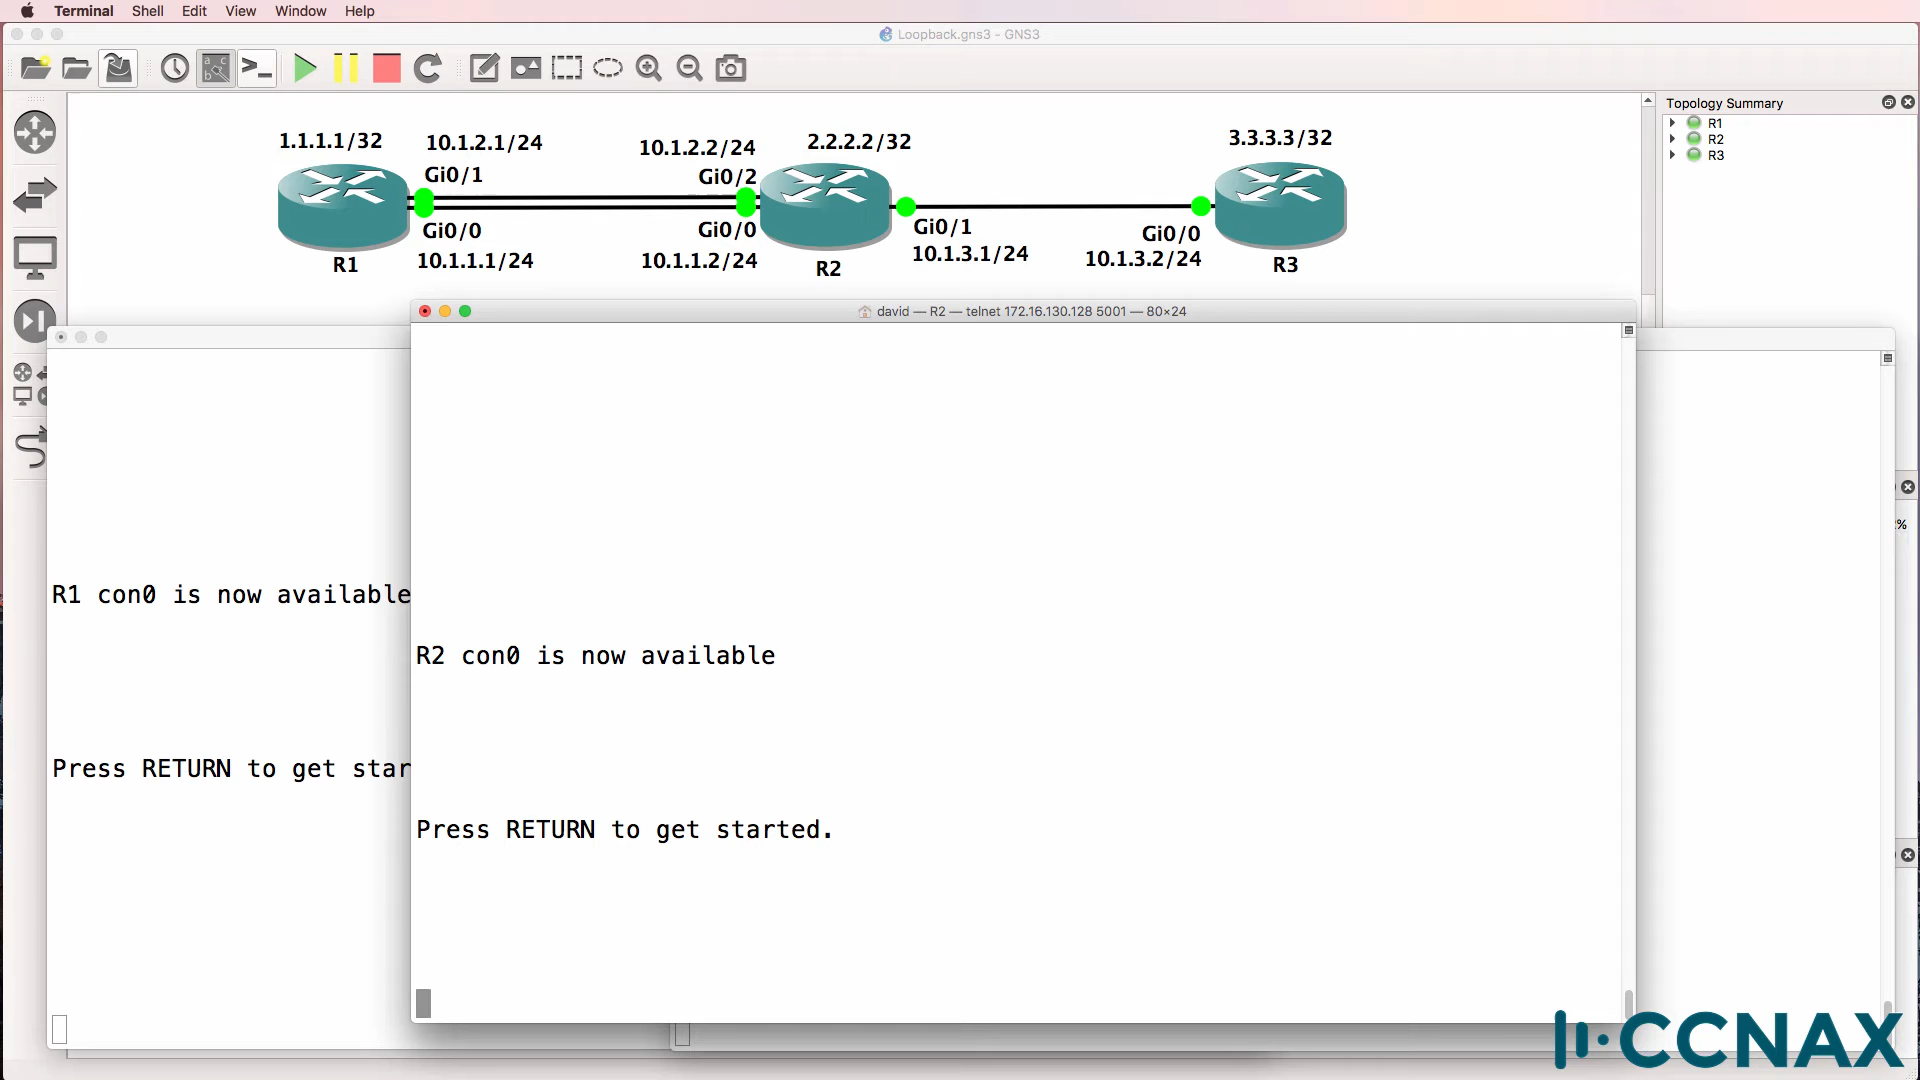 Terminal Shell Edit View Window Help
Loopback.gns3 - GNS3
Topology Summary
R1
R2
R3
1.1.1.1/32
10.1.2.1/24
Gi0/1
Gi0/0
10.1.1.1/24
R1
10.1.2.2/24
Gi0/2
2.2.2.2/32
Gi0/0
10.1.1.2/24
R2
Gi0/1
10.1.3.1/24
3.3.3.3/32
Gi0/0
10.1.3.2/24
R3
david — R2 — telnet 172.16.130.128 5001 — 80×24
R1 con0 is now available
Press RETURN to get star
R2 con0 is now available
Press RETURN to get started.
CCNAX